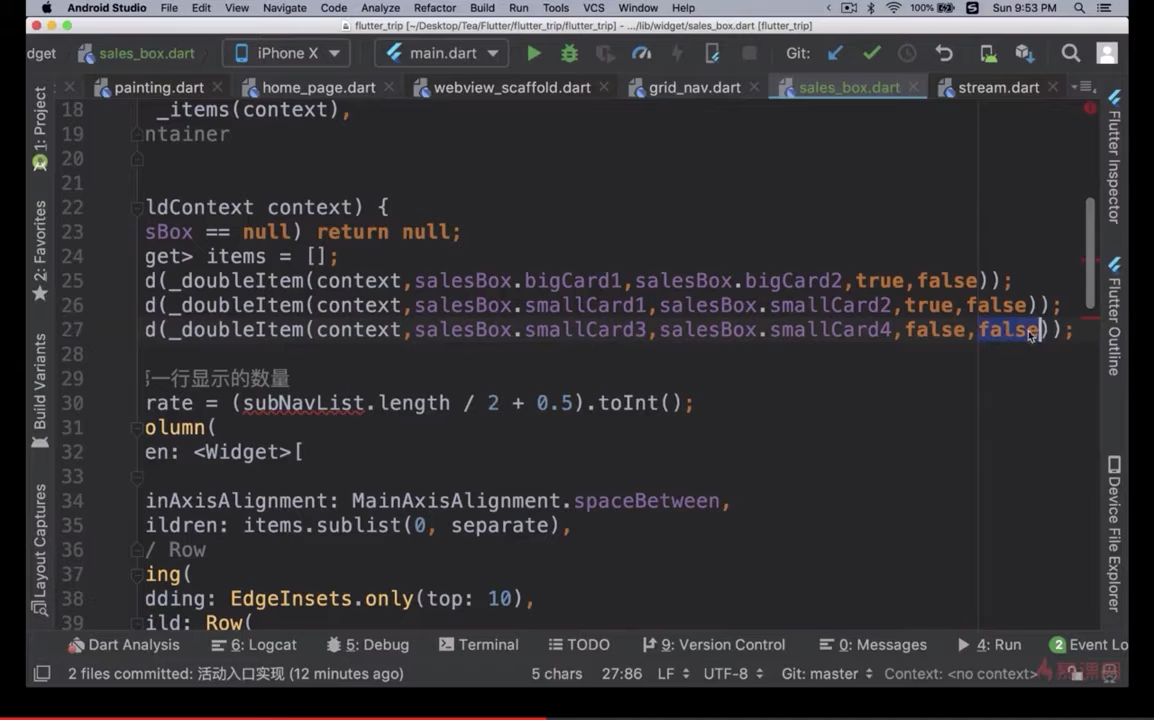 Android Studio File Edit View Navigate Code Analyze Refactor Build Run Tools VCS Window Help 100% Sun 9:53 PM
flutter_trip [~/Desktop/Tea/Flutter/flutter_trip/flutter_trip] - .../lib/widget/sales_box.dart [flutter_trip]
dget sales_box.dart iPhone X main.dart Git:
painting.dart home_page.dart webview_scaffold.dart grid_nav.dart sales_box.dart stream.dart
1: Project
2: Favorites
Build Variants
Layout Captures
18 _items(context),
19 ntainer
20
21
22 ldContext context) {
23 sBox == null) return null;
24 get> items = [];
25 d(_doubleItem(context,salesBox.bigCard1,salesBox.bigCard2,true,false));
26 d(_doubleItem(context,salesBox.smallCard1,salesBox.smallCard2,true,false));
27 d(_doubleItem(context,salesBox.smallCard3,salesBox.smallCard4,false,false));
28
29 第一行显示的数量
30 rate = (subNavList.length / 2 + 0.5).toInt();
31 olumn(
32 en: <Widget>[
33
34 inAxisAlignment: MainAxisAlignment.spaceBetween,
35 ildren: items.sublist(0, separate),
36 / Row
37 ing(
38 dding: EdgeInsets.only(top: 10),
39 ild: Row(
Flutter Inspector
Flutter Outline
Device File Explorer
Dart Analysis 6: Logcat 5: Debug Terminal TODO 9: Version Control 0: Messages 4: Run 2 Event Lo
2 files committed: 活动入口实现 (12 minutes ago) 5 chars 27:86 LF UTF-8 Git: master Context: <no context>